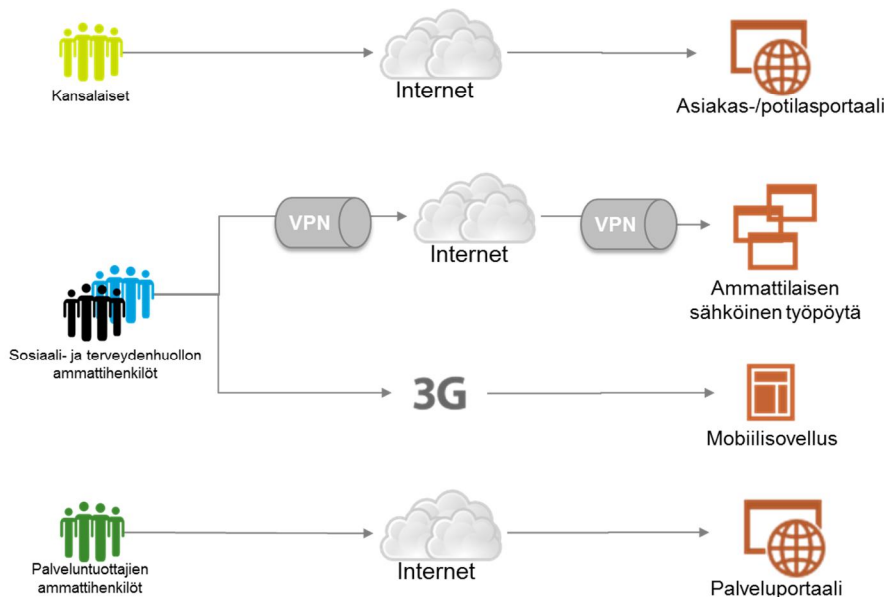 Kansalaiset
Internet
Asiakas-/potilasportaali
VPN
Internet
VPN
Ammattilaisen
sähköinen työpöytä
Sosiaali- ja terveydenhuollon
ammattihenkilöt
3G
Mobiilisovellus
Palveluntuottajien
ammattihenkilöt
Internet
Palveluportaali